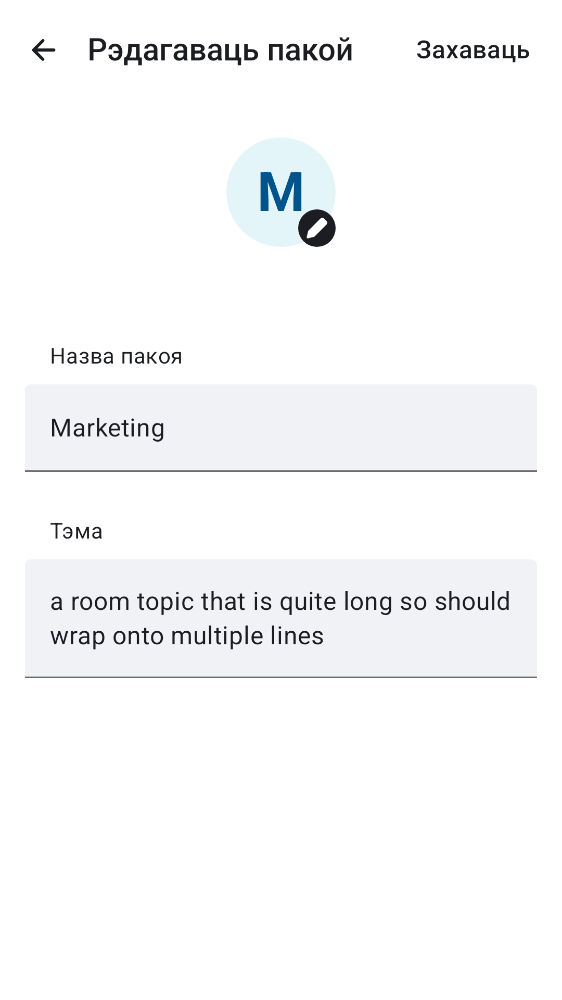 Рэдагаваць пакой
Захаваць
M
Назва пакоя
Marketing
Тэма
a room topic that is quite long so should
wrap onto multiple lines